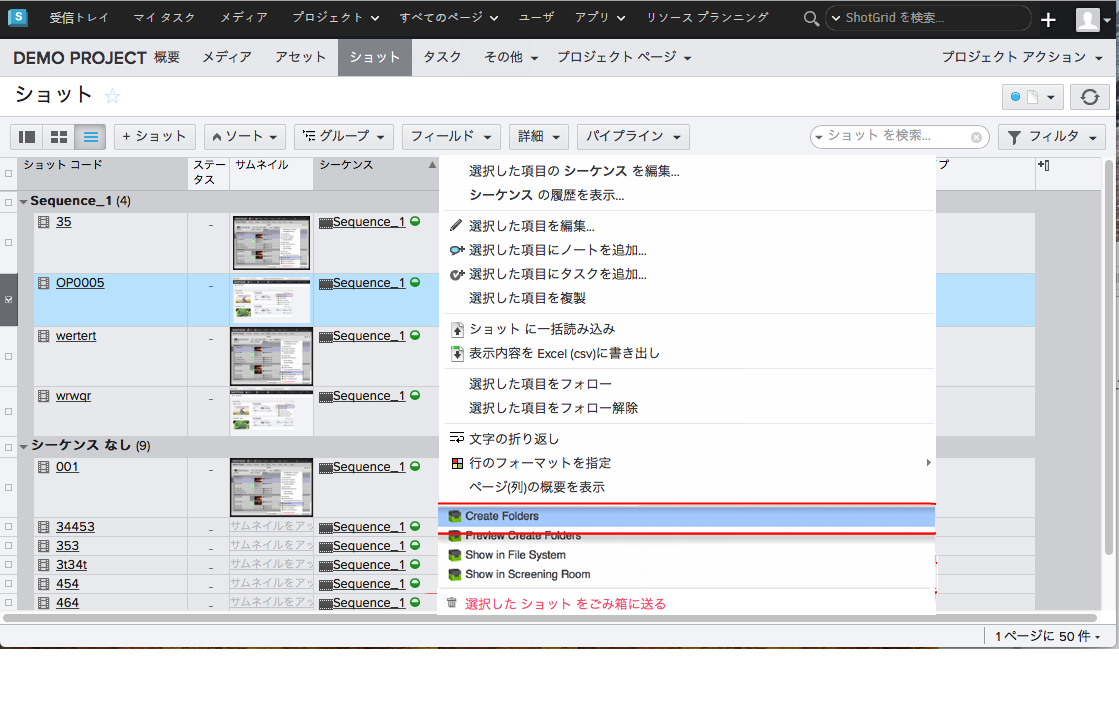 S 受信トレイ マイ タスク メディア プロジェクト すべてのページ ユーザ アプリ リソース プランニング ShotGrid を検索...
DEMO PROJECT 概要 メディア アセット ショット タスク その他 プロジェクト ページ プロジェクト アクション
ショット
+ ショット ソート グループ フィールド 詳細 パイプライン ショット を検索... フィルタ
ショット コード ステータス サムネイル シーケンス プ
選択した項目の シーケンス を編集...
シーケンス の履歴を表示...
選択した項目を編集...
選択した項目にノートを追加...
選択した項目にタスクを追加...
選択した項目を複製
ショット に一括読み込み
表示内容を Excel (csv)に書き出し
選択した項目をフォロー
選択した項目をフォロー解除
文字の折り返し
行のフォーマットを指定
ページ(列)の概要を表示
Create Folders
Preview Create Folders
Show in File System
Show in Screening Room
選択した ショット をごみ箱に送る
Sequence_1 (4)
35 - Sequence_1
OP0005 - Sequence_1
wertert - Sequence_1
wrwqr - Sequence_1
シーケンス なし (9)
001 - Sequence_1
34453 - サムネイルをアッ Sequence_1
353 - サムネイルをアッ Sequence_1
3t34t - サムネイルをアッ Sequence_1
454 - サムネイルをアッ Sequence_1
464 - サムネイルをアッ Sequence_1
1 ページに 50 件